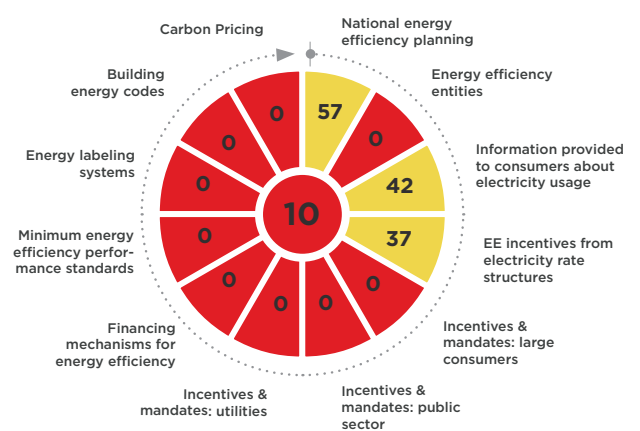 Carbon Pricing
National energy
efficiency planning
Energy efficiency
entities
Information provided
to consumers about
electricity usage
EE incentives from
electricity rate
structures
Incentives &
mandates: large
consumers
Incentives &
mandates: public
sector
Incentives &
mandates: utilities
Financing
mechanisms for
energy efficiency
Minimum energy
efficiency perfor-
mance standards
Energy labeling
systems
Building
energy codes
57
0
42
37
0
0
0
0
0
0
0
0
10